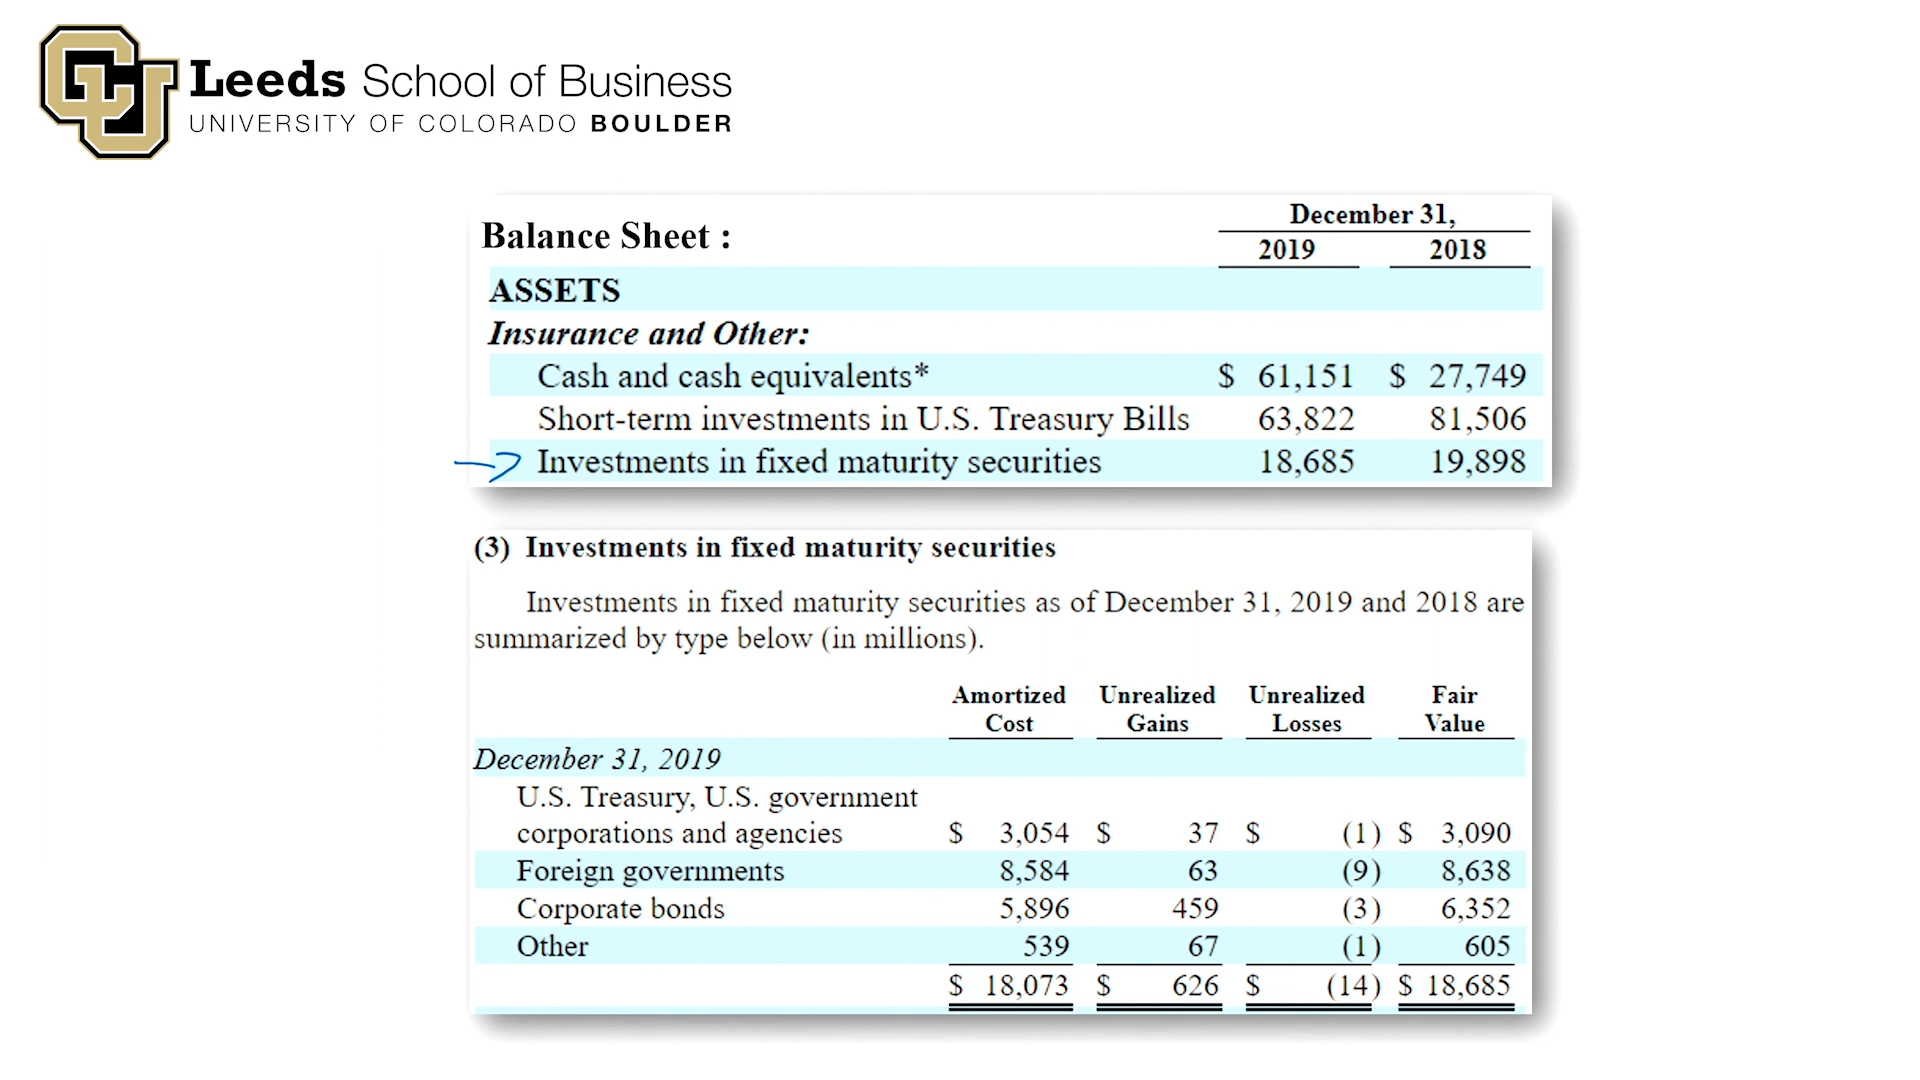 CU
Leeds School of Business
UNIVERSITY OF COLORADO BOULDER
Balance Sheet :
December 31,
2019 2018
ASSETS
Insurance and Other:
Cash and cash equivalents* $ 61,151 $ 27,749
Short-term investments in U.S. Treasury Bills 63,822 81,506
Investments in fixed maturity securities 18,685 19,898
(3) Investments in fixed maturity securities
Investments in fixed maturity securities as of December 31, 2019 and 2018 are
summarized by type below (in millions).
Amortized Unrealized Unrealized Fair
Cost Gains Losses Value
December 31, 2019
U.S. Treasury, U.S. government
corporations and agencies $ 3,054 $ 37 $ (1) $ 3,090
Foreign governments 8,584 63 (9) 8,638
Corporate bonds 5,896 459 (3) 6,352
Other 539 67 (1) 605
$ 18,073 $ 626 $ (14) $ 18,685